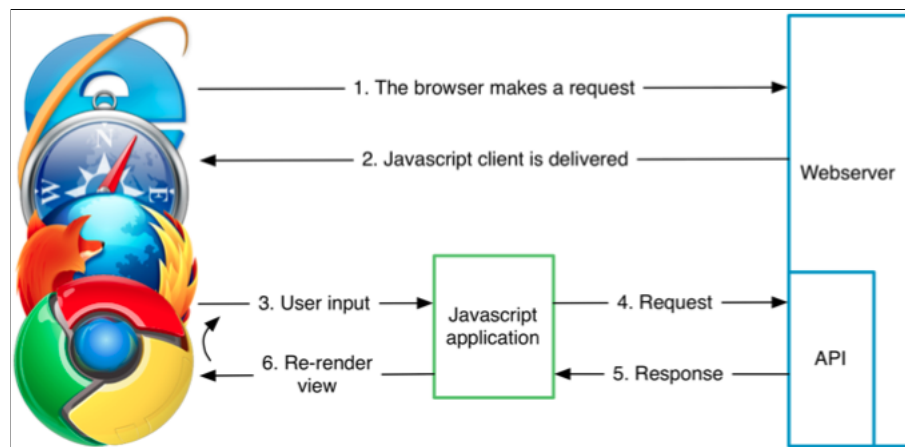 1. The browser makes a request
2. Javascript client is delivered
Webserver
N
W
E
3. User input
Javascript
application
4. Request
6. Re-render
view
5. Response
API